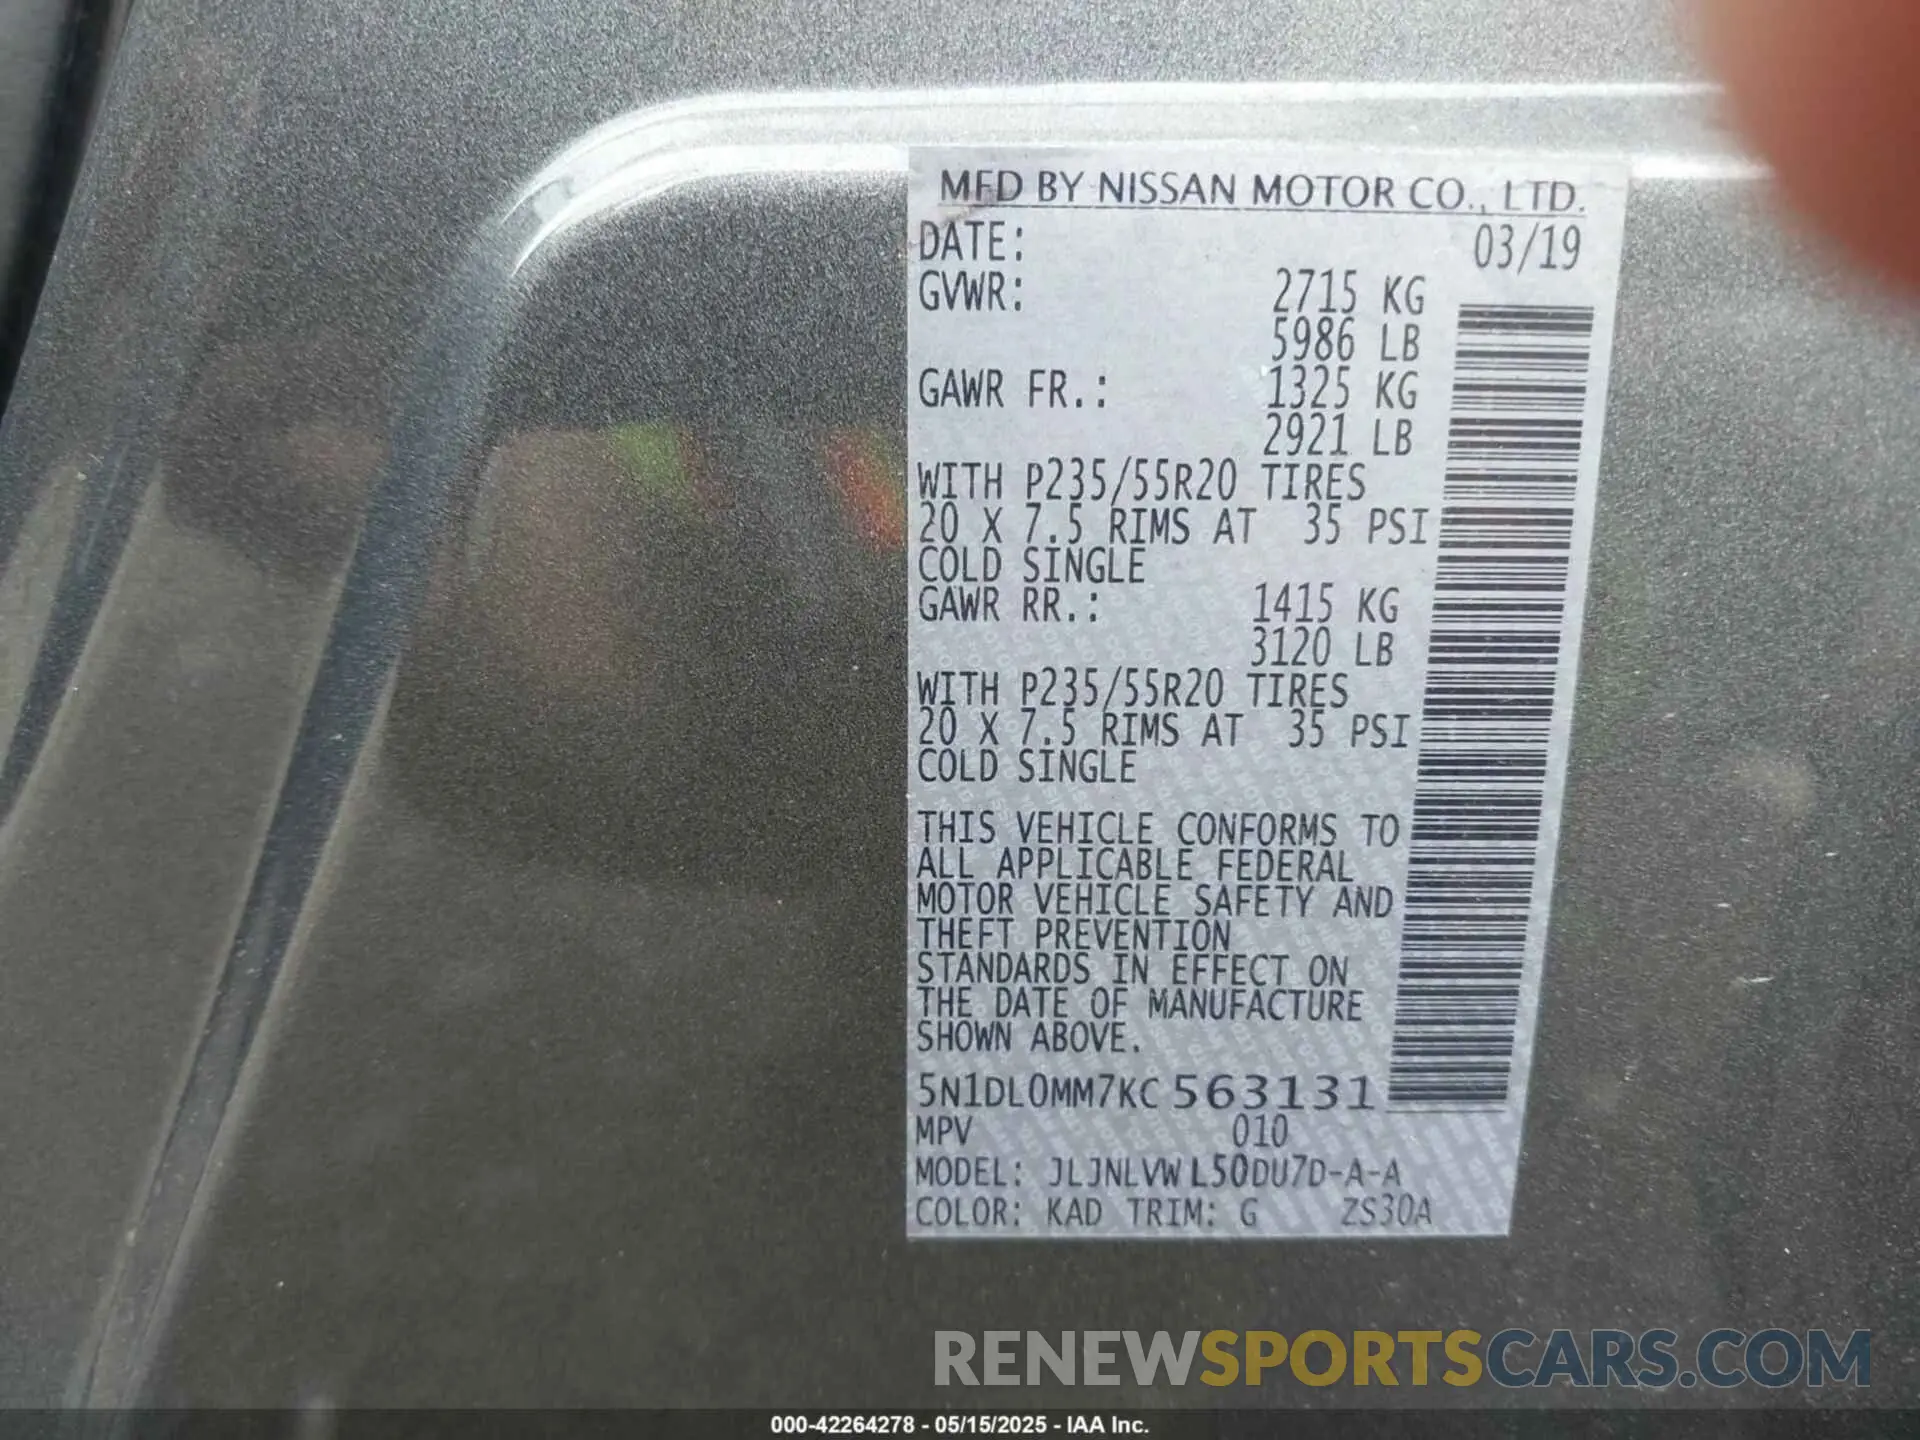 MFD BY NISSAN MOTOR CO., LTD.
DATE: 03/19
GVWR: 2715 KG
5986 LB
GAWR FR.: 1325 KG
2921 LB
WITH P235/55R20 TIRES
20 X 7.5 RIMS AT 35 PSI
COLD SINGLE
GAWR RR.: 1415 KG
3120 LB
WITH P235/55R20 TIRES
20 X 7.5 RIMS AT 35 PSI
COLD SINGLE
THIS VEHICLE CONFORMS TO
ALL APPLICABLE FEDERAL
MOTOR VEHICLE SAFETY AND
THEFT PREVENTION
STANDARDS IN EFFECT ON
THE DATE OF MANUFACTURE
SHOWN ABOVE.
5N1DL0MM7KC563131
MPV 010
MODEL: JLJNLVWL50DU7D-A-A
COLOR: KAD TRIM: G ZS30A
RENEWSPORTSCARS.COM
000-42264278 - 05/15/2025 - IAA Inc.